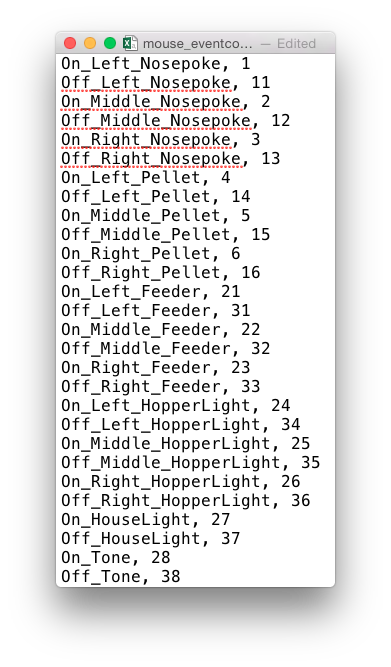 mouse_eventco... — Edited
On_Left_Nosepoke, 1
Off_Left_Nosepoke, 11
On_Middle_Nosepoke, 2
Off_Middle_Nosepoke, 12
On_Right_Nosepoke, 3
Off_Right_Nosepoke, 13
On_Left_Pellet, 4
Off_Left_Pellet, 14
On_Middle_Pellet, 5
Off_Middle_Pellet, 15
On_Right_Pellet, 6
Off_Right_Pellet, 16
On_Left_Feeder, 21
Off_Left_Feeder, 31
On_Middle_Feeder, 22
Off_Middle_Feeder, 32
On_Right_Feeder, 23
Off_Right_Feeder, 33
On_Left_HopperLight, 24
Off_Left_HopperLight, 34
On_Middle_HopperLight, 25
Off_Middle_HopperLight, 35
On_Right_HopperLight, 26
Off_Right_HopperLight, 36
On_HouseLight, 27
Off_HouseLight, 37
On_Tone, 28
Off_Tone, 38